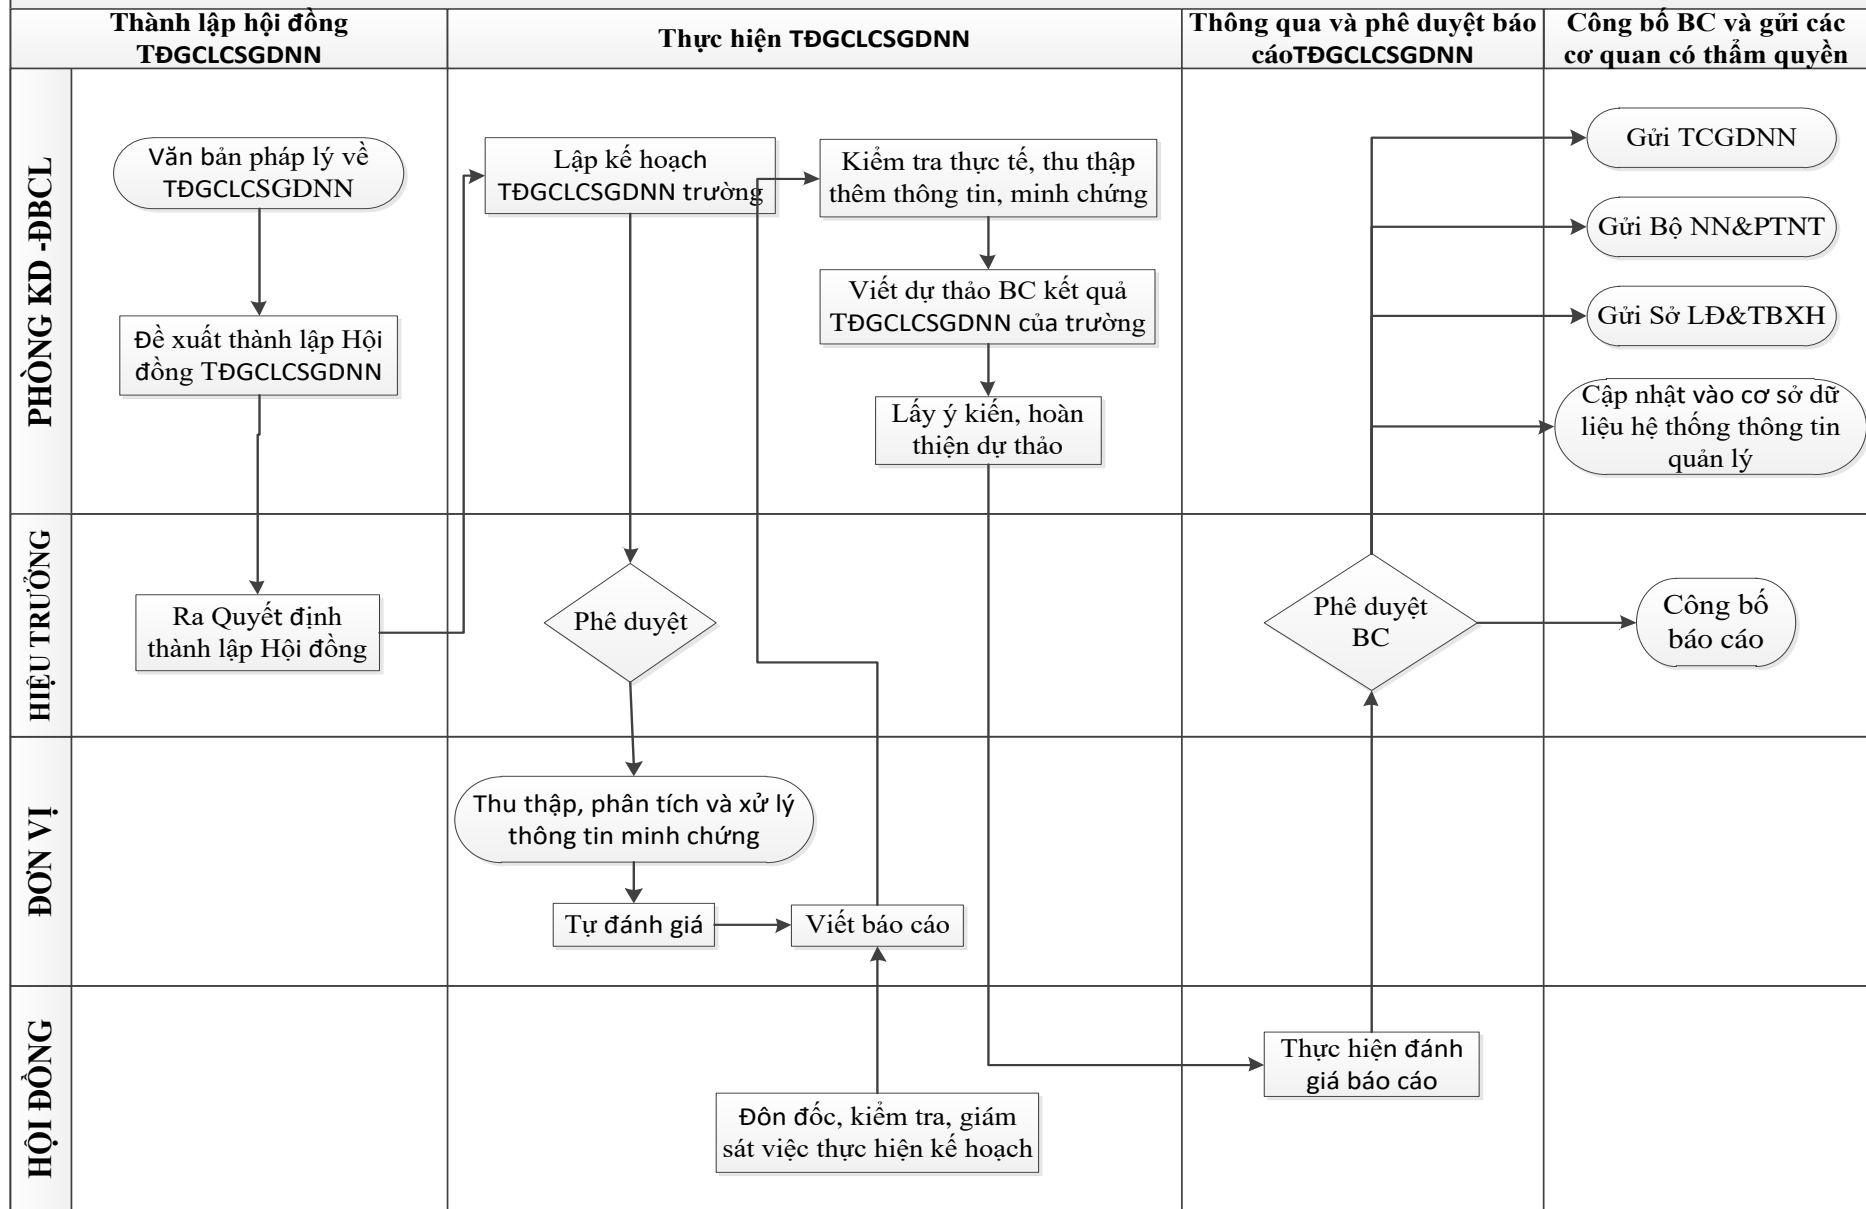 Thành lập hội đồng
TĐGCLCSGDNN
Thực hiện TĐGCLCSGDNN
Thông qua và phê duyệt báo
cáoTĐGCLCSGDNN
Công bố BC và gửi các
cơ quan có thẩm quyền
PHÒNG KD -ĐBCL
Văn bản pháp lý về
TĐGCLCSGDNN
Đề xuất thành lập Hội
đồng TĐGCLCSGDNN
Lập kế hoạch
TĐGCLCSGDNN trường
Kiểm tra thực tế, thu thập
thêm thông tin, minh chứng
Viết dự thảo BC kết quả
TĐGCLCSGDNN của trường
Lấy ý kiến, hoàn
thiện dự thảo
Gửi TCGDNN
Gửi Bộ NN&PTNT
Gửi Sở LĐ&TBXH
Cập nhật vào cơ sở dữ
liệu hệ thống thông tin
quản lý
HIỆU TRƯỞNG
Ra Quyết định
thành lập Hội đồng
Phê duyệt
Phê duyệt
BC
Công bố
báo cáo
ĐƠN VỊ
Thu thập, phân tích và xử lý
thông tin minh chứng
Tự đánh giá
Viết báo cáo
HỘI ĐỒNG
Đôn đốc, kiểm tra, giám
sát việc thực hiện kế hoạch
Thực hiện đánh
giá báo cáo